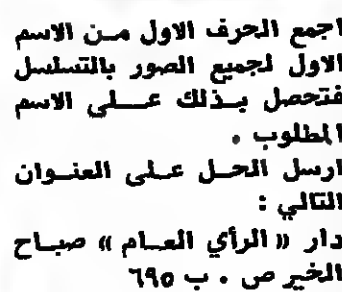 اجمع الحرف الاول من الاسم
الاول لجميع الصور بالتسلسل
فتحصل بذلك على الاسم
المطلوب .
ارسل الحل على العنوان
التالي :
دار « الرأي العام » صباح
الخير ص . ب ٦٩٥